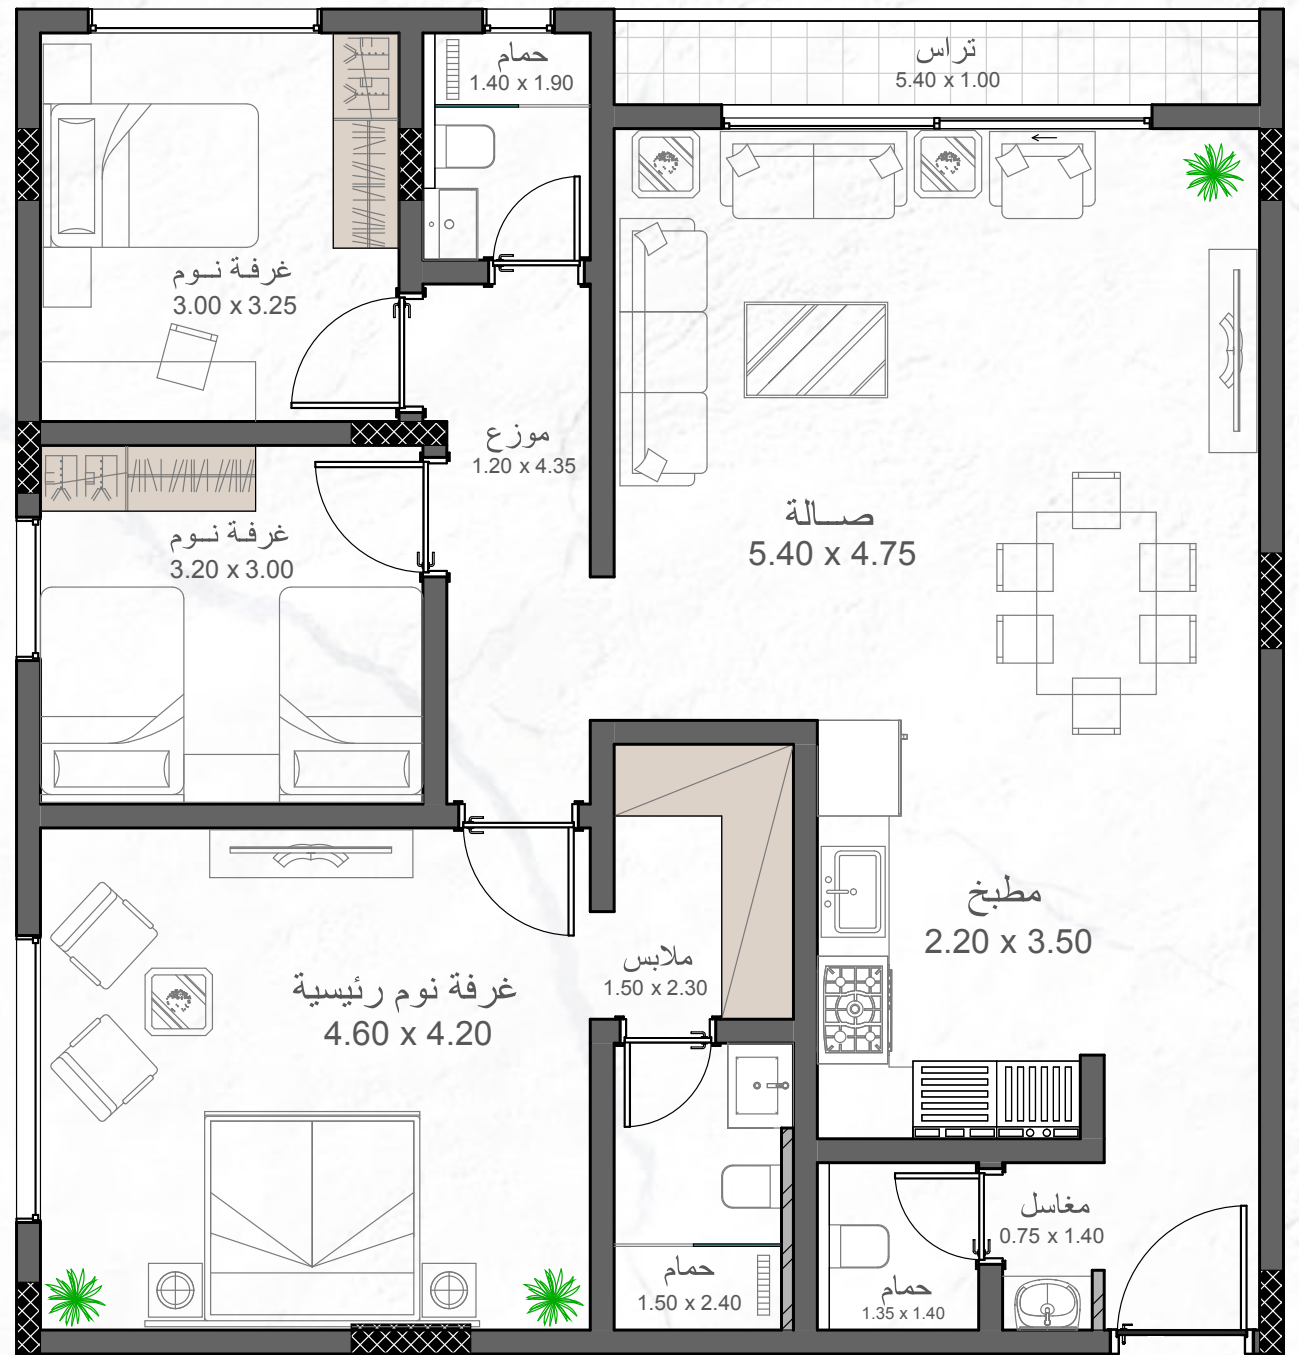 حمام
1.40 x 1.90
تراس
5.40 x 1.00
غرفة نوم
3.00 x 3.25
موزع
1.20 x 4.35
غرفة نوم
3.20 x 3.00
صالة
5.40 x 4.75
مطبخ
2.20 x 3.50
ملابس
1.50 x 2.30
غرفة نوم رئيسية
4.60 x 4.20
مغاسل
0.75 x 1.40
حمام
1.50 x 2.40
حمام
1.35 x 1.40